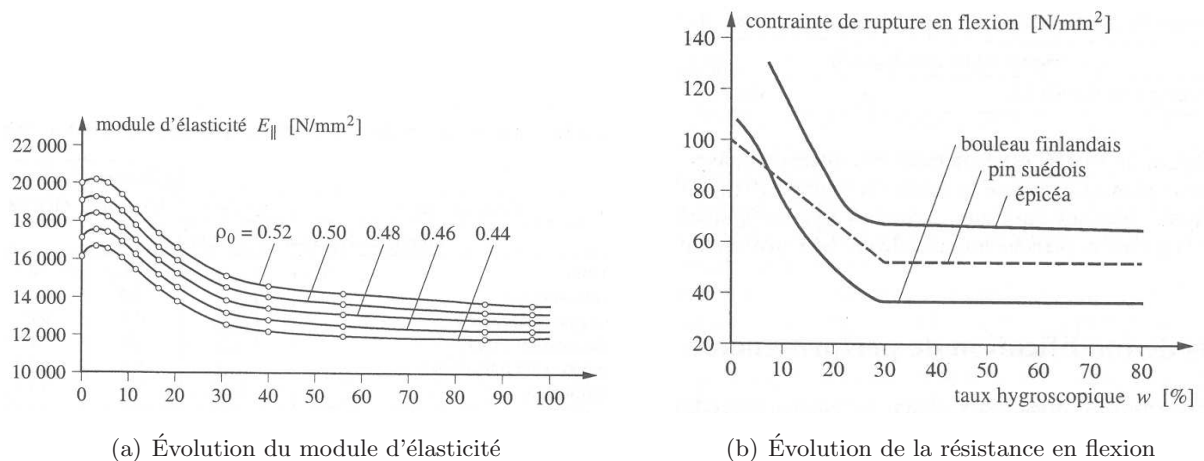 module d'élasticité E∥ [N/mm²]
22 000
20 000
18 000
16 000
14 000
12 000
10 000
ρ₀ = 0.52 0.50 0.48 0.46 0.44
0 10 20 30 40 50 60 70 80 90 100
(a) Évolution du module d'élasticité
contrainte de rupture en flexion [N/mm²]
140
120
100
80
60
40
20
bouleau finlandais
pin suédois
épicéa
0 10 20 30 40 50 60 70 80
taux hygroscopique w [%]
(b) Évolution de la résistance en flexion